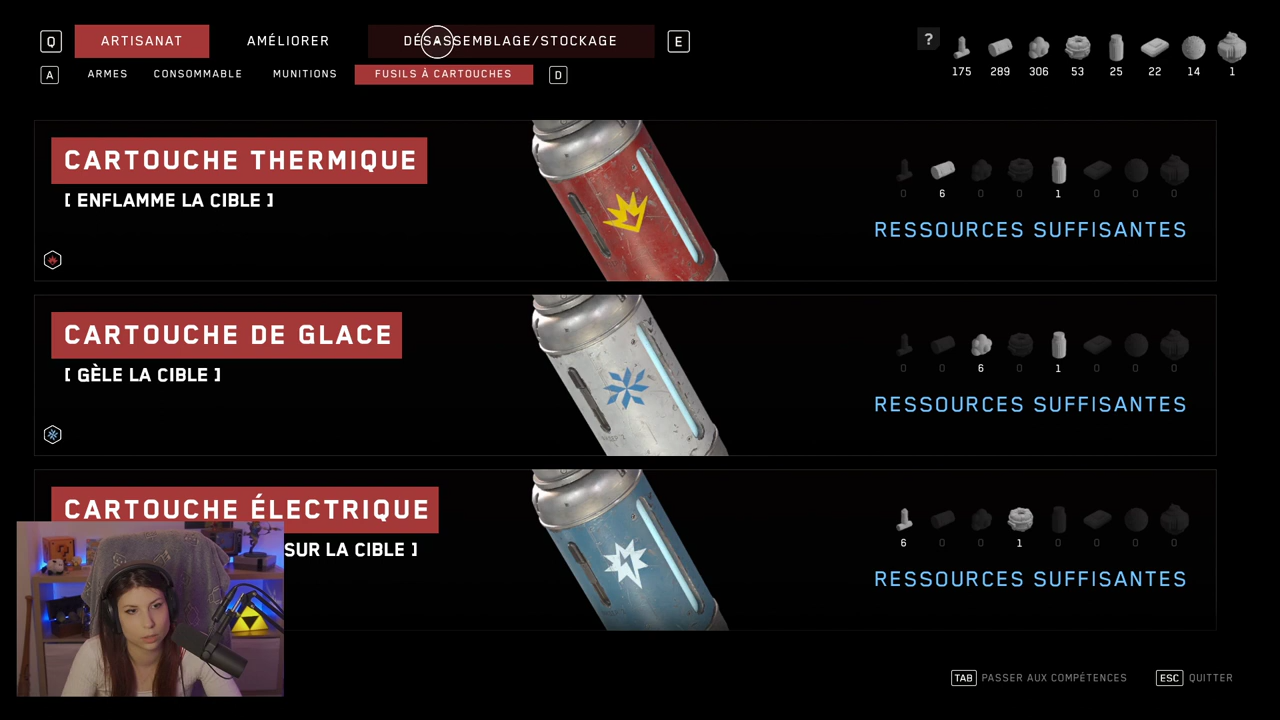 Q ARTISANAT AMÉLIORER DÉSASSEMBLAGE/STOCKAGE E ?
175 289 306 53 25 22 14 1
A ARMES CONSOMMABLE MUNITIONS FUSILS À CARTOUCHES D
CARTOUCHE THERMIQUE
[ ENFLAMME LA CIBLE ]
0 6 0 0 1 0 0 0
RESSOURCES SUFFISANTES
CARTOUCHE DE GLACE
[ GÈLE LA CIBLE ]
0 0 6 0 1 0 0 0
RESSOURCES SUFFISANTES
CARTOUCHE ÉLECTRIQUE
SUR LA CIBLE ]
6 0 0 1 0 0 0 0
RESSOURCES SUFFISANTES
TAB PASSER AUX COMPÉTENCES ESC QUITTER